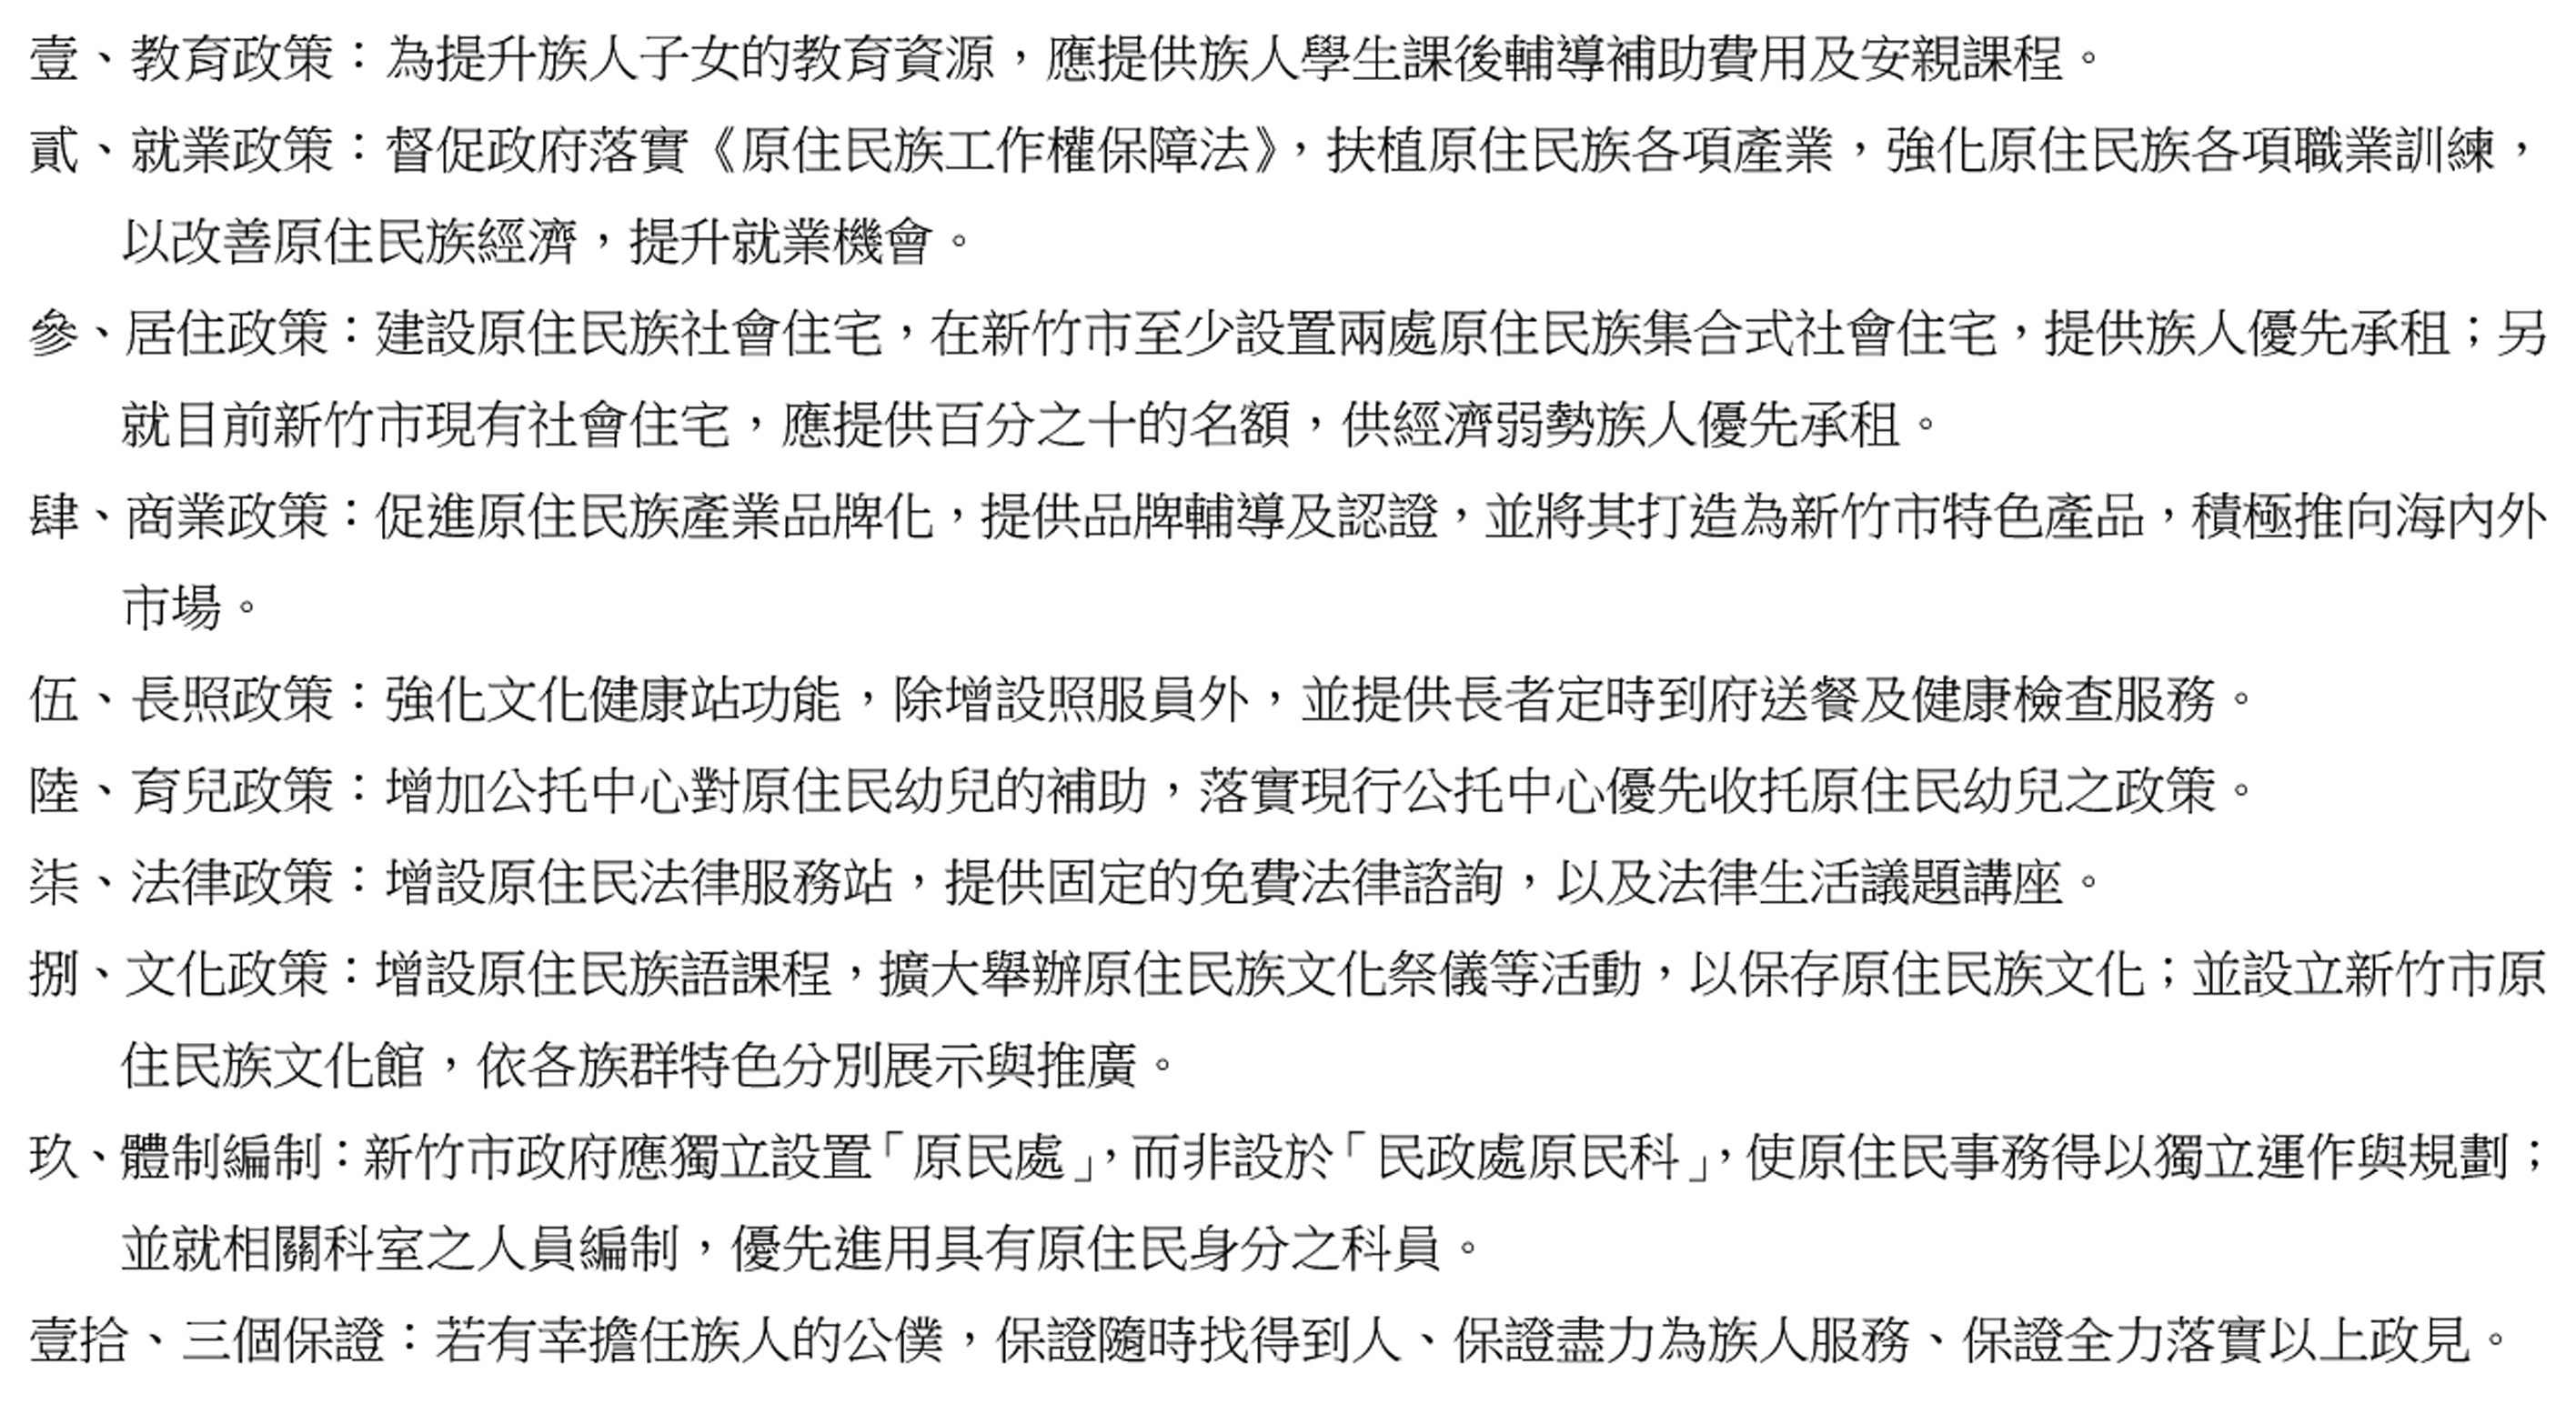 壹、教育政策：為提升族人子女的教育資源，應提供族人學生課後輔導補助費用及安親課程。
貳、就業政策：督促政府落實《原住民族工作權保障法》，扶植原住民族各項產業，強化原住民族各項職業訓練，
以改善原住民族經濟，提升就業機會。
參、居住政策：建設原住民族社會住宅，在新竹市至少設置兩處原住民族集合式社會住宅，提供族人優先承租；另
就目前新竹市現有社會住宅，應提供百分之十的名額，供經濟弱勢族人優先承租。
肆、商業政策：促進原住民族產業品牌化，提供品牌輔導及認證，並將其打造為新竹市特色產品，積極推向海內外
市場。
伍、長照政策：強化文化健康站功能，除增設照服員外，並提供長者定時到府送餐及健康檢查服務。
陸、育兒政策：增加公托中心對原住民幼兒的補助，落實現行公托中心優先收托原住民幼兒之政策。
柒、法律政策：增設原住民法律服務站，提供固定的免費法律諮詢，以及法律生活議題講座。
捌、文化政策：增設原住民族語課程，擴大舉辦原住民族文化祭儀等活動，以保存原住民族文化；並設立新竹市原
住民族文化館，依各族群特色分別展示與推廣。
玖、體制編制：新竹市政府應獨立設置「原民處」，而非設於「民政處原民科」，使原住民事務得以獨立運作與規劃；
並就相關科室之人員編制，優先進用具有原住民身分之科員。
壹拾、三個保證：若有幸擔任族人的公僕，保證隨時找得到人、保證盡力為族人服務、保證全力落實以上政見。